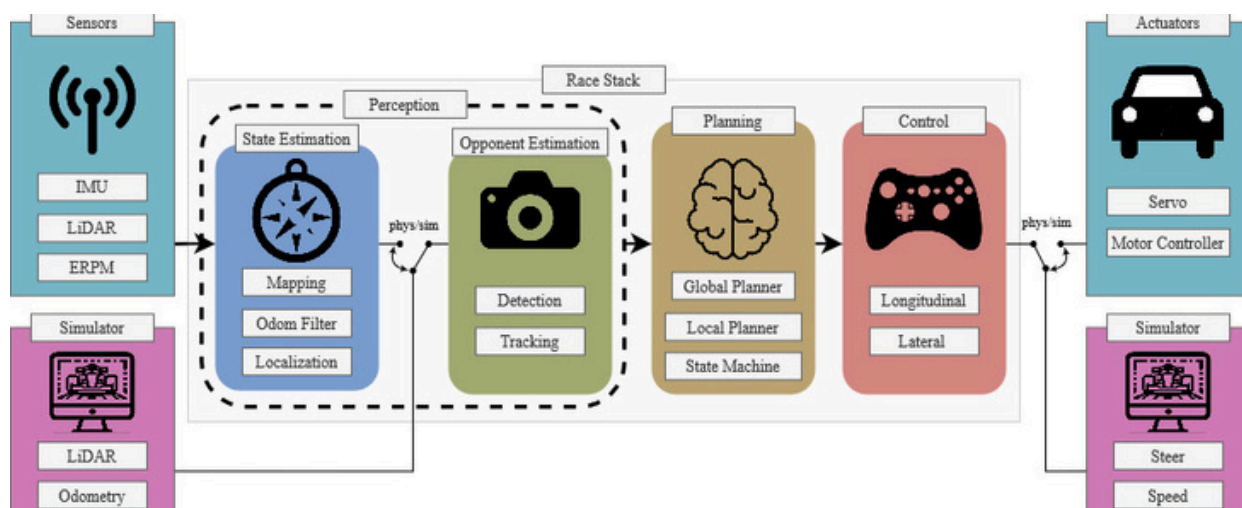 Sensors
IMU
LiDAR
ERPM
Simulator
LiDAR
Odometry
Race Stack
Perception
State Estimation
Mapping
Odom Filter
Localization
phys/sim
Opponent Estimation
Detection
Tracking
Planning
Global Planner
Local Planner
State Machine
Control
Longitudinal
Lateral
phys/sim
Actuators
Servo
Motor Controller
Simulator
Steer
Speed